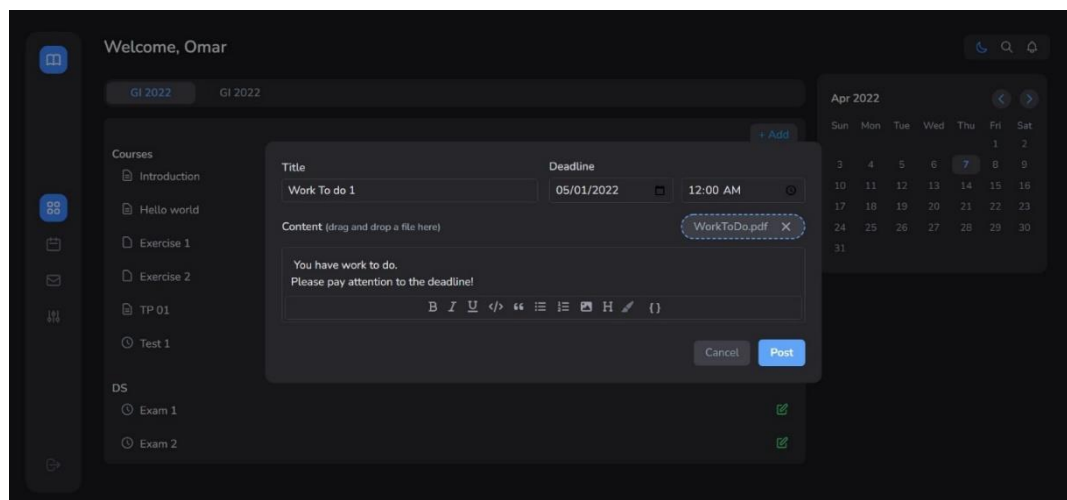 Welcome, Omar
GI 2022 GI 2022
+ Add
Courses
Introduction
Hello world
Exercise 1
Exercise 2
TP 01
Test 1
DS
Exam 1
Exam 2
Title
Work To do 1
Deadline
05/01/2022 12:00 AM
Content (drag and drop a file here)
WorkToDo.pdf
You have work to do.
Please pay attention to the deadline!
B I U </> “ H {}
Cancel Post
Apr 2022
Sun Mon Tue Wed Thu Fri Sat
1 2
3 4 5 6 7 8 9
10 11 12 13 14 15 16
17 18 19 20 21 22 23
24 25 26 27 28 29 30
31